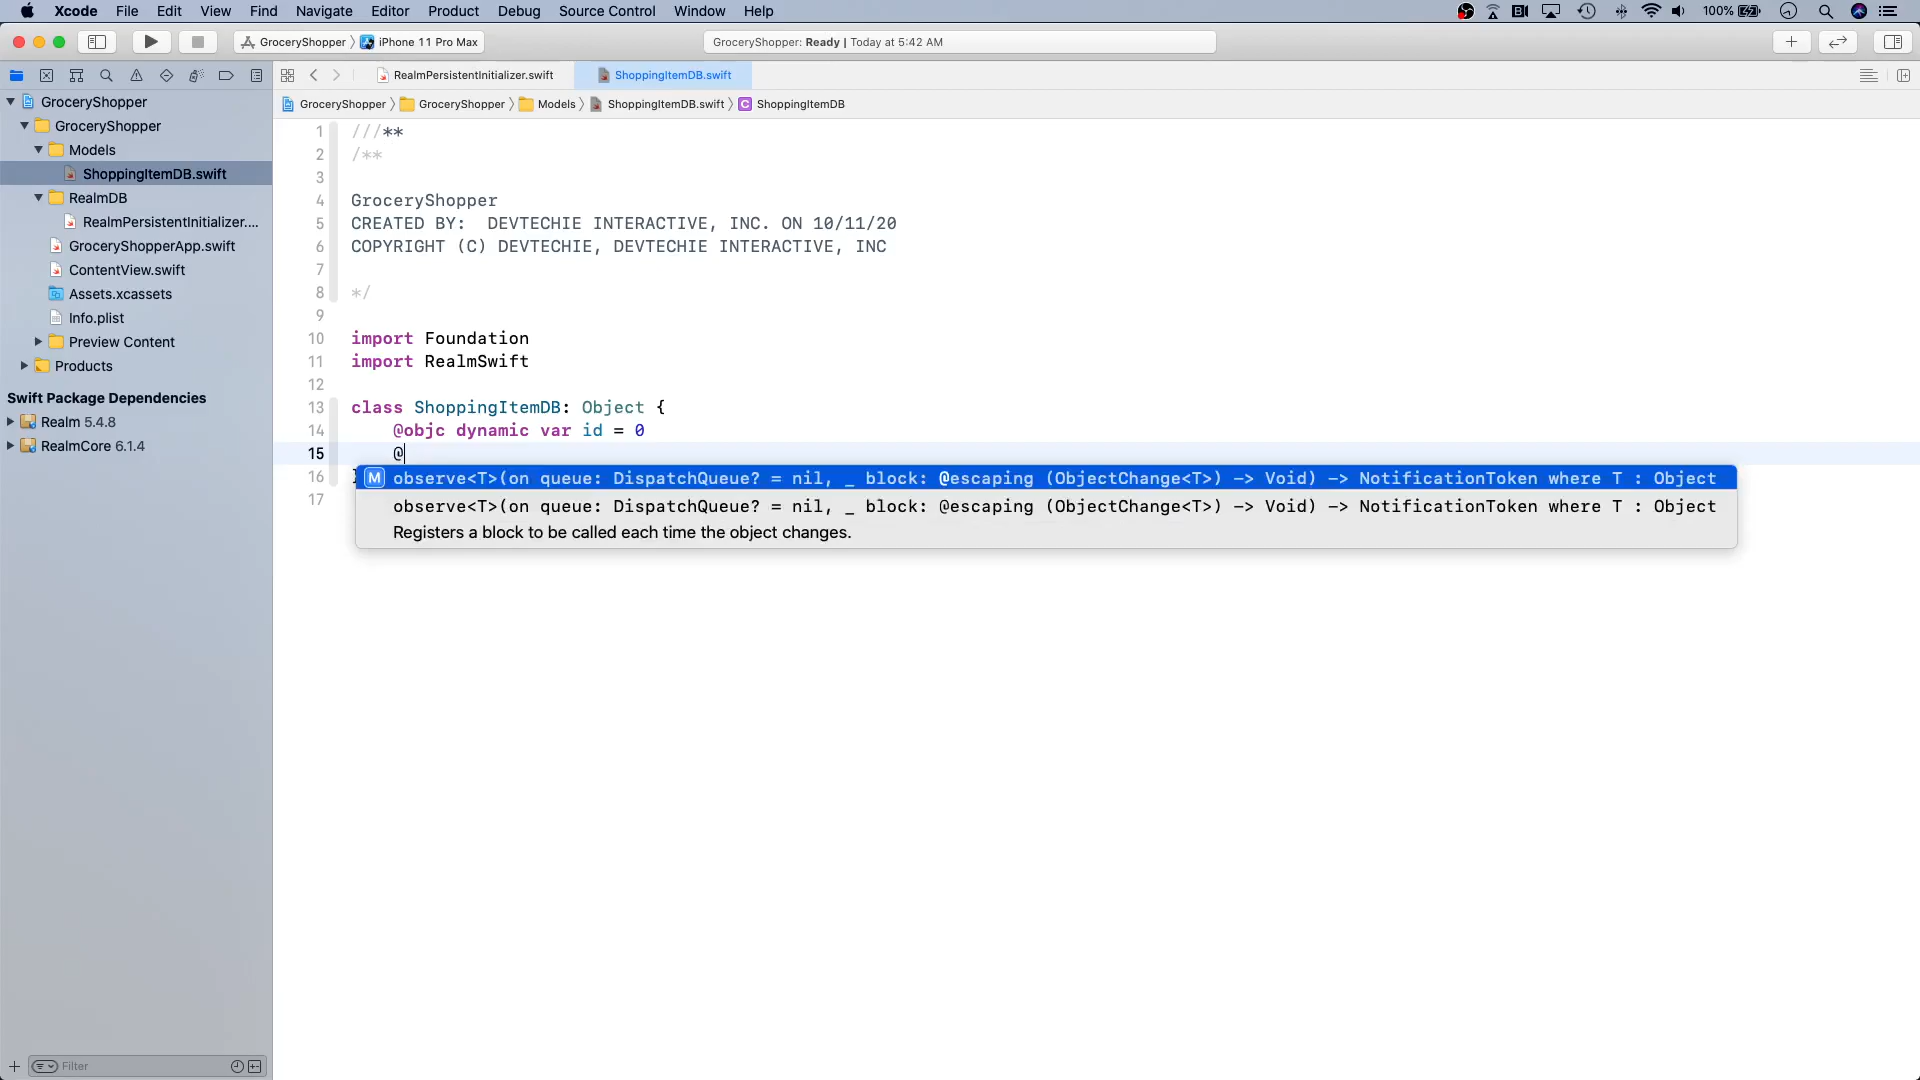 Xcode File Edit View Find Navigate Editor Product Debug Source Control Window Help 100%
GroceryShopper iPhone 11 Pro Max GroceryShopper: Ready | Today at 5:42 AM
RealmPersistentInitializer.swift ShoppingItemDB.swift
GroceryShopper GroceryShopper Models ShoppingItemDB.swift C ShoppingItemDB
GroceryShopper
GroceryShopper
Models
ShoppingItemDB.swift
RealmDB
RealmPersistentInitializer....
GroceryShopperApp.swift
ContentView.swift
Assets.xcassets
Info.plist
Preview Content
Products
Swift Package Dependencies
Realm 5.4.8
RealmCore 6.1.4
Filter
1 ///**
2 /**
3
4 GroceryShopper
5 CREATED BY: DEVTECHIE INTERACTIVE, INC. ON 10/11/20
6 COPYRIGHT (C) DEVTECHIE, DEVTECHIE INTERACTIVE, INC
7
8 */
9
10 import Foundation
11 import RealmSwift
12
13 class ShoppingItemDB: Object {
14 @objc dynamic var id = 0
15 @
16 }
M observe<T>(on queue: DispatchQueue? = nil, _ block: @escaping (ObjectChange<T>) -> Void) -> NotificationToken where T : Object
17
observe<T>(on queue: DispatchQueue? = nil, _ block: @escaping (ObjectChange<T>) -> Void) -> NotificationToken where T : Object
Registers a block to be called each time the object changes.